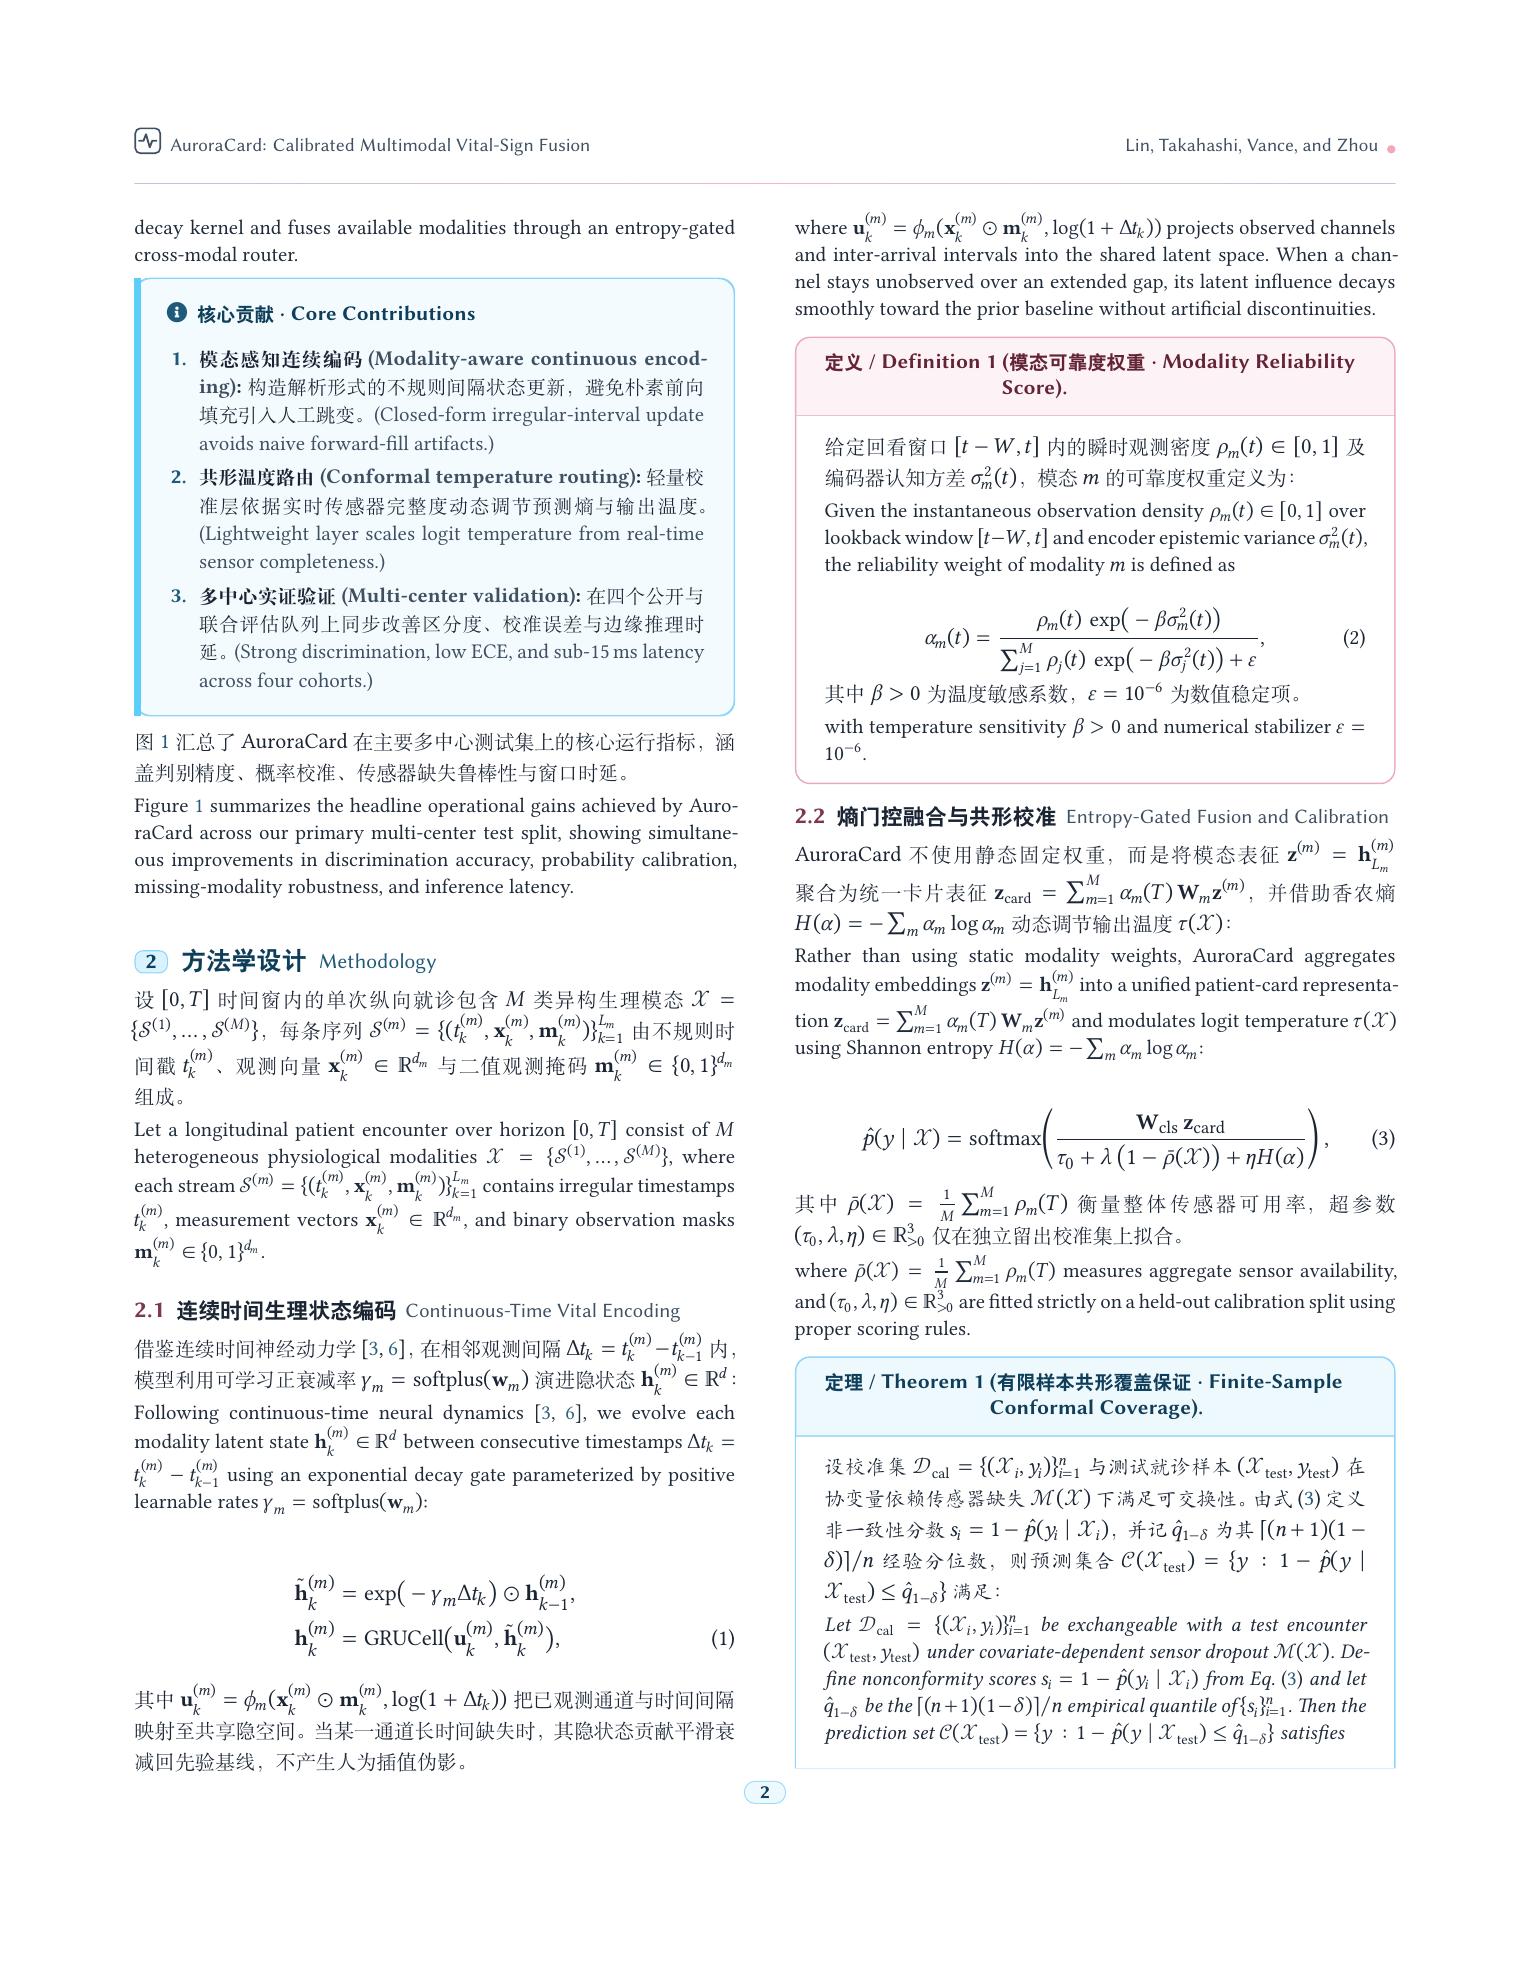 AuroraCard: Calibrated Multimodal Vital-Sign Fusion
Lin, Takahashi, Vance, and Zhou
decay kernel and fuses available modalities through an entropy-gated
cross-modal router.
核心贡献 · Core Contributions
1. 模态感知连续编码 (Modality-aware continuous encod-
ing): 构造解析形式的不规则间隔状态更新，避免朴素前向
填充引入人工跳变。(Closed-form irregular-interval update
avoids naive forward-fill artifacts.)
2. 共形温度路由 (Conformal temperature routing): 轻量校
准层依据实时传感器完整度动态调节预测熵与输出温度。
(Lightweight layer scales logit temperature from real-time
sensor completeness.)
3. 多中心实证验证 (Multi-center validation): 在四个公开与
联合评估队列上同步改善区分度、校准误差与边缘推理时
延。(Strong discrimination, low ECE, and sub-15 ms latency
across four cohorts.)
图 1 汇总了 AuroraCard 在主要多中心测试集上的核心运行指标，涵
盖判别精度、概率校准、传感器缺失鲁棒性与窗口时延。
Figure 1 summarizes the headline operational gains achieved by Auro-
raCard across our primary multi-center test split, showing simultane-
ous improvements in discrimination accuracy, probability calibration,
missing-modality robustness, and inference latency.
2 方法学设计 Methodology
设 [0, T] 时间窗内的单次纵向就诊包含 M 类异构生理模态 𝒳 =
{𝒮^{(1)}, …, 𝒮^{(M)}}，每条序列 𝒮^{(m)} = {(t_k^{(m)}, 𝐱_k^{(m)}, 𝐦_k^{(m)})}_{k=1}^{L_m} 由不规则时
间戳 t_k^{(m)}、观测向量 𝐱_k^{(m)} ∈ ℝ^{d_m} 与二值观测掩码 𝐦_k^{(m)} ∈ {0, 1}^{d_m}
组成。
Let a longitudinal patient encounter over horizon [0, T] consist of M
heterogeneous physiological modalities 𝒳 = {𝒮^{(1)}, …, 𝒮^{(M)}}, where
each stream 𝒮^{(m)} = {(t_k^{(m)}, 𝐱_k^{(m)}, 𝐦_k^{(m)})}_{k=1}^{L_m} contains irregular timestamps
t_k^{(m)}, measurement vectors 𝐱_k^{(m)} ∈ ℝ^{d_m}, and binary observation masks
𝐦_k^{(m)} ∈ {0, 1}^{d_m}.
2.1 连续时间生理状态编码 Continuous-Time Vital Encoding
借鉴连续时间神经动力学 [3, 6]，在相邻观测间隔 Δt_k = t_k^{(m)} − t_{k−1}^{(m)} 内，
模型利用可学习正衰减率 γ_m = softplus(𝐰_m) 演进隐状态 𝐡_k^{(m)} ∈ ℝ^d：
Following continuous-time neural dynamics [3, 6], we evolve each
modality latent state 𝐡_k^{(m)} ∈ ℝ^d between consecutive timestamps Δt_k =
t_k^{(m)} − t_{k−1}^{(m)} using an exponential decay gate parameterized by positive
learnable rates γ_m = softplus(𝐰_m):
𝐡̃_k^{(m)} = exp(− γ_m Δt_k) ⊙ 𝐡_{k−1}^{(m)},
𝐡_k^{(m)} = GRUCell(𝐮_k^{(m)}, 𝐡̃_k^{(m)}), (1)
其中 𝐮_k^{(m)} = ϕ_m(𝐱_k^{(m)} ⊙ 𝐦_k^{(m)}, log(1 + Δt_k)) 把已观测通道与时间间隔
映射至共享隐空间。当某一通道长时间缺失时，其隐状态贡献平滑衰
减回先验基线，不产生人为插值伪影。
where 𝐮_k^{(m)} = ϕ_m(𝐱_k^{(m)} ⊙ 𝐦_k^{(m)}, log(1 + Δt_k)) projects observed channels
and inter-arrival intervals into the shared latent space. When a chan-
nel stays unobserved over an extended gap, its latent influence decays
smoothly toward the prior baseline without artificial discontinuities.
定义 / Definition 1 (模态可靠度权重 · Modality Reliability
Score).
给定回看窗口 [t − W, t] 内的瞬时观测密度 ρ_m(t) ∈ [0, 1] 及
编码器认知方差 σ_m^2(t)，模态 m 的可靠度权重定义为：
Given the instantaneous observation density ρ_m(t) ∈ [0, 1] over
lookback window [t−W, t] and encoder epistemic variance σ_m^2(t),
the reliability weight of modality m is defined as
α_m(t) = \frac{ρ_m(t) exp(− βσ_m^2(t))}{∑_{j=1}^{M} ρ_j(t) exp(− βσ_j^2(t)) + ε}, (2)
其中 β > 0 为温度敏感系数，ε = 10^{−6} 为数值稳定项。
with temperature sensitivity β > 0 and numerical stabilizer ε =
10^{−6}.
2.2 熵门控融合与共形校准 Entropy-Gated Fusion and Calibration
AuroraCard 不使用静态固定权重，而是将模态表征 𝐳^{(m)} = 𝐡_{L_m}^{(m)}
聚合为统一卡片表征 𝐳_card = ∑_{m=1}^{M} α_m(T) 𝐖_m 𝐳^{(m)}，并借助香农熵
H(α) = − ∑_m α_m log α_m 动态调节输出温度 τ(𝒳)：
Rather than using static modality weights, AuroraCard aggregates
modality embeddings 𝐳^{(m)} = 𝐡_{L_m}^{(m)} into a unified patient-card representa-
tion 𝐳_card = ∑_{m=1}^{M} α_m(T) 𝐖_m 𝐳^{(m)} and modulates logit temperature τ(𝒳)
using Shannon entropy H(α) = − ∑_m α_m log α_m:
p̂(y | 𝒳) = softmax(\frac{𝐖_cls 𝐳_card}{τ_0 + λ (1 − ρ̄(𝒳)) + ηH(α)}), (3)
其中 ρ̄(𝒳) = \frac{1}{M} ∑_{m=1}^{M} ρ_m(T) 衡量整体传感器可用率，超参数
(τ_0, λ, η) ∈ ℝ_{>0}^3 仅在独立留出校准集上拟合。
where ρ̄(𝒳) = \frac{1}{M} ∑_{m=1}^{M} ρ_m(T) measures aggregate sensor availability,
and (τ_0, λ, η) ∈ ℝ_{>0}^3 are fitted strictly on a held-out calibration split using
proper scoring rules.
定理 / Theorem 1 (有限样本共形覆盖保证 · Finite-Sample
Conformal Coverage).
设校准集 𝒟_cal = {(𝒳_i, y_i)}_{i=1}^n 与测试就诊样本 (𝒳_test, y_test) 在
协变量依赖传感器缺失 ℳ(𝒳) 下满足可交换性。由式 (3) 定义
非一致性分数 s_i = 1 − p̂(y_i | 𝒳_i)，并记 q̂_{1−δ} 为其 ⌈(n + 1)(1 −
δ)⌉/n 经验分位数，则预测集合 𝒞(𝒳_test) = {y : 1 − p̂(y |
𝒳_test) ≤ q̂_{1−δ}} 满足：
Let 𝒟_cal = {(𝒳_i, y_i)}_{i=1}^n be exchangeable with a test encounter
(𝒳_test, y_test) under covariate-dependent sensor dropout ℳ(𝒳). De-
fine nonconformity scores s_i = 1 − p̂(y_i | 𝒳_i) from Eq. (3) and let
q̂_{1−δ} be the ⌈(n+1)(1−δ)⌉/n empirical quantile of {s_i}_{i=1}^n. Then the
prediction set 𝒞(𝒳_test) = {y : 1 − p̂(y | 𝒳_test) ≤ q̂_{1−δ}} satisfies
2